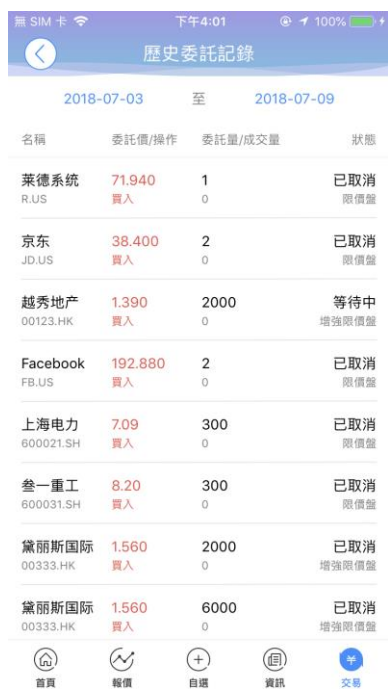 無 SIM 卡 下午4:01 100%
歷史委託記錄
2018-07-03 至 2018-07-09
名稱 委託價/操作 委託量/成交量 狀態
莱德系统 71.940 1 已取消
R.US 買入 0 限價盤
京东 38.400 2 已取消
JD.US 買入 0 限價盤
越秀地产 1.390 2000 等待中
00123.HK 買入 0 增強限價盤
Facebook 192.880 2 已取消
FB.US 買入 0 限價盤
上海电力 7.09 300 已取消
600021.SH 買入 0 限價盤
叁一重工 8.20 300 已取消
600031.SH 買入 0 限價盤
黛丽斯国际 1.560 2000 已取消
00333.HK 買入 0 增強限價盤
黛丽斯国际 1.560 6000 已取消
00333.HK 買入 0 增強限價盤
首頁 報價 自選 資訊 交易